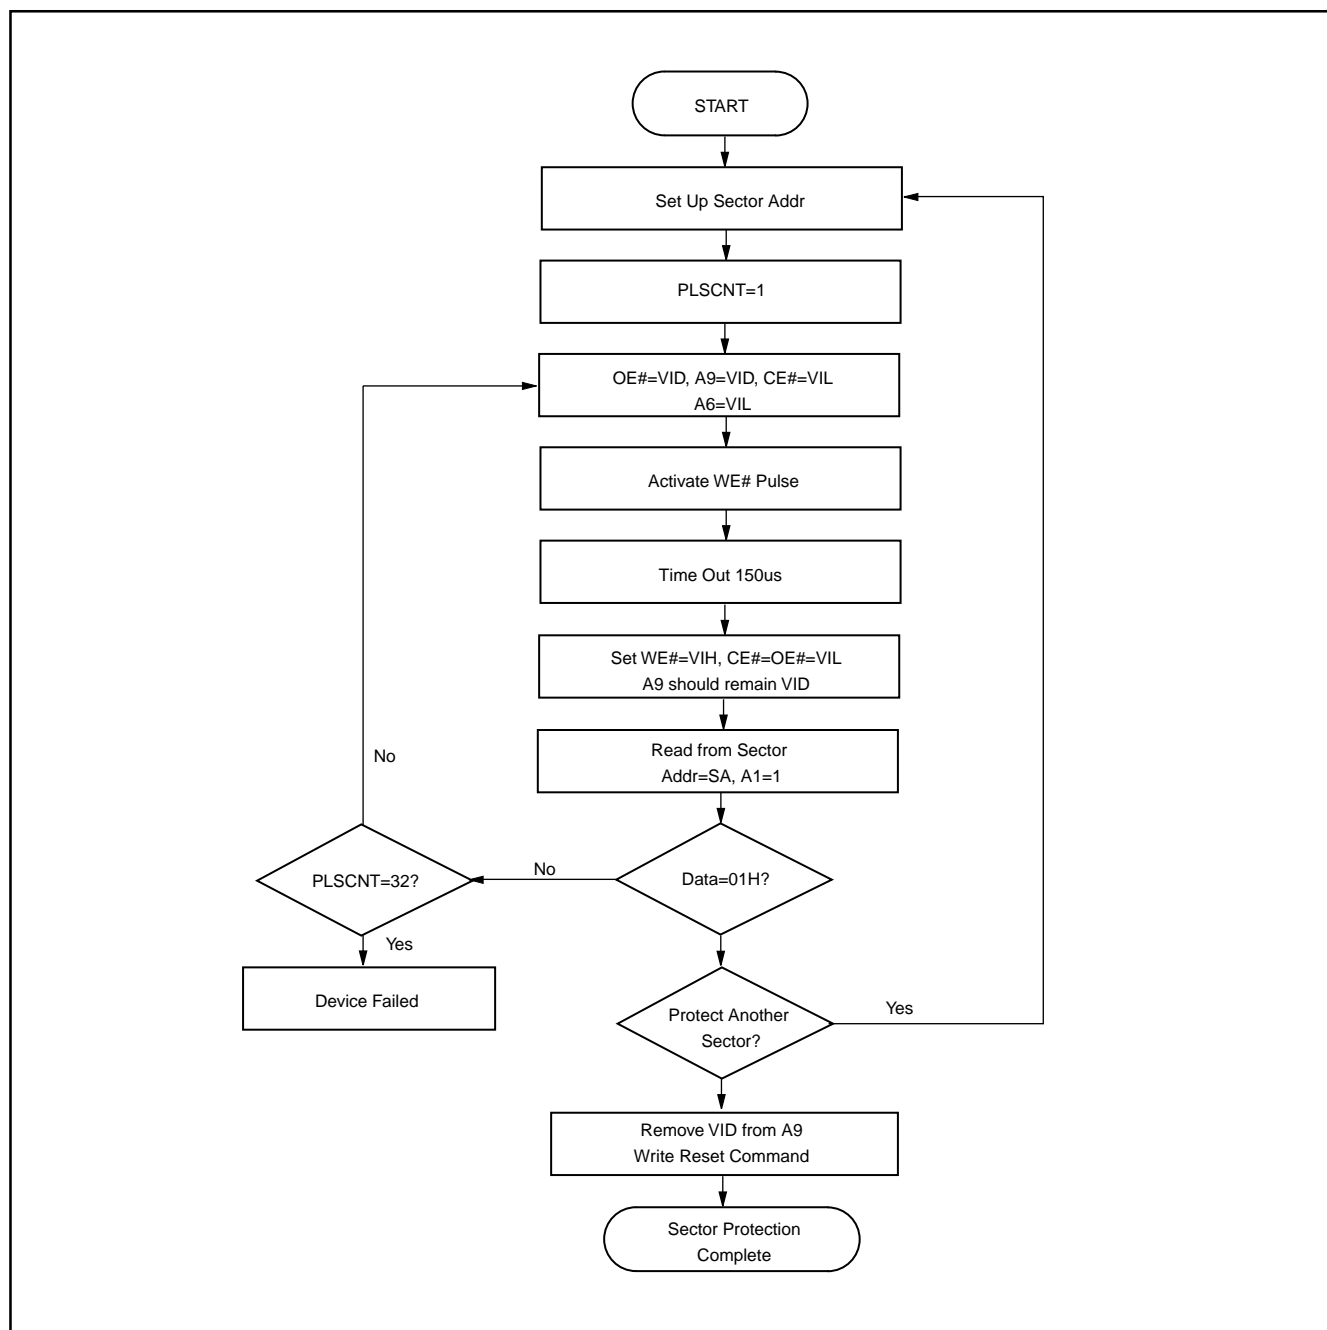 START
Set Up Sector Addr
PLSCNT=1
OE#=VID, A9=VID, CE#=VIL
A6=VIL
Activate WE# Pulse
Time Out 150us
Set WE#=VIH, CE#=OE#=VIL
A9 should remain VID
Read from Sector
Addr=SA, A1=1
No
PLSCNT=32?
No
Data=01H?
Yes
Device Failed
Protect Another
Sector?
Yes
Remove VID from A9
Write Reset Command
Sector Protection
Complete